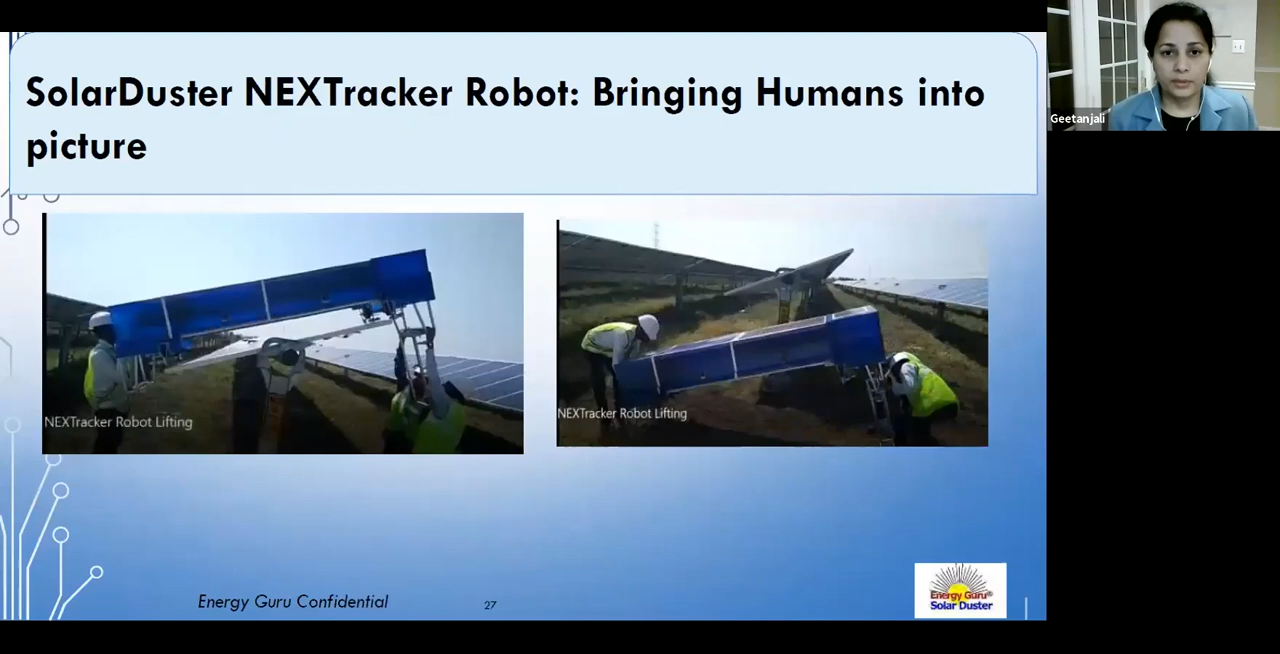 SolarDuster NEXTracker Robot: Bringing Humans into
picture
Geetanjali
NEXTracker Robot Lifting
NEXTracker Robot Lifting
Energy Guru Confidential
27
Energy Guru®
Solar Duster